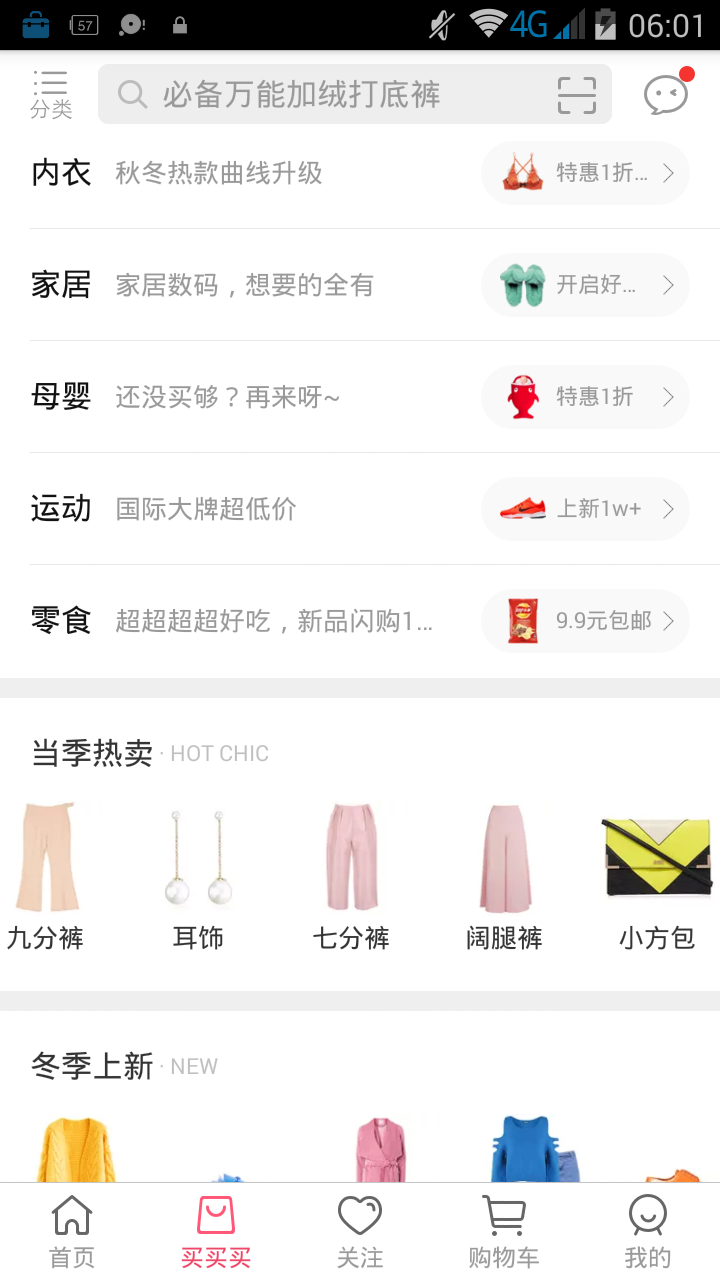 57
4G
06:01
分类
必备万能加绒打底裤
内衣 秋冬热款曲线升级 特惠1折...
家居 家居数码，想要的全有 开启好...
母婴 还没买够？再来呀~ 特惠1折
运动 国际大牌超低价 上新1w+
零食 超超超超好吃，新品闪购1... 9.9元包邮
当季热卖 · HOT CHIC
九分裤 耳饰 七分裤 阔腿裤 小方包
冬季上新 · NEW
首页 买买买 关注 购物车 我的